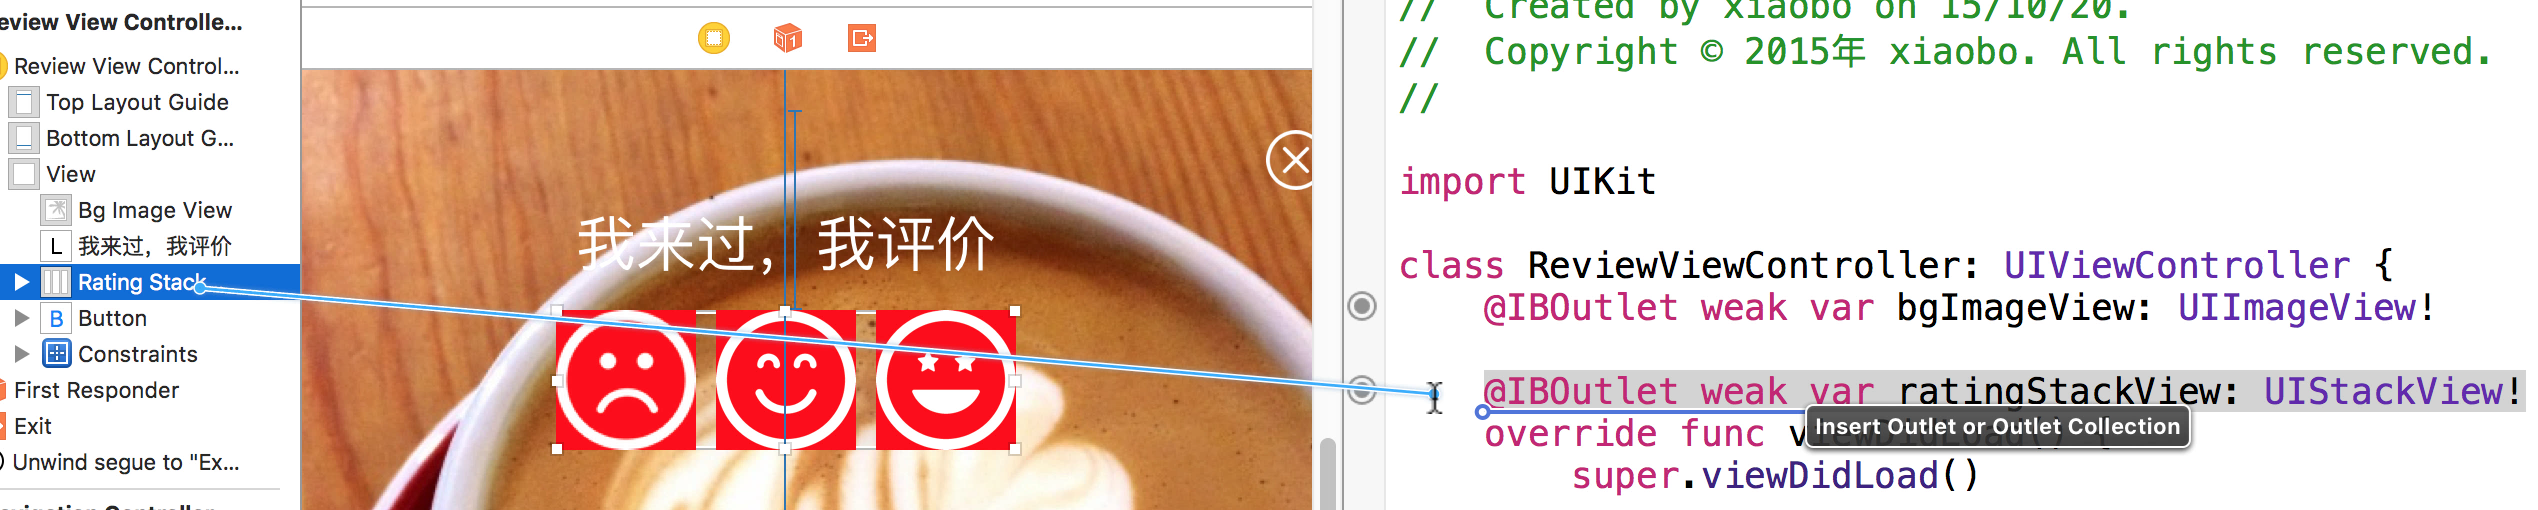 eview View Controlle...
Review View Control...
Top Layout Guide
Bottom Layout G...
View
Bg Image View
L 我来过，我评价
Rating Stack
B Button
Constraints
First Responder
Exit
Unwind segue to "Ex...
1
我来过，我评价
// Created by xiaobo on 15/10/20.
// Copyright © 2015年 xiaobo. All rights reserved.
//
import UIKit
class ReviewViewController: UIViewController {
@IBOutlet weak var bgImageView: UIImageView!
@IBOutlet weak var ratingStackView: UIStackView!
Insert Outlet or Outlet Collection
override func viewDidLoad() {
super.viewDidLoad()